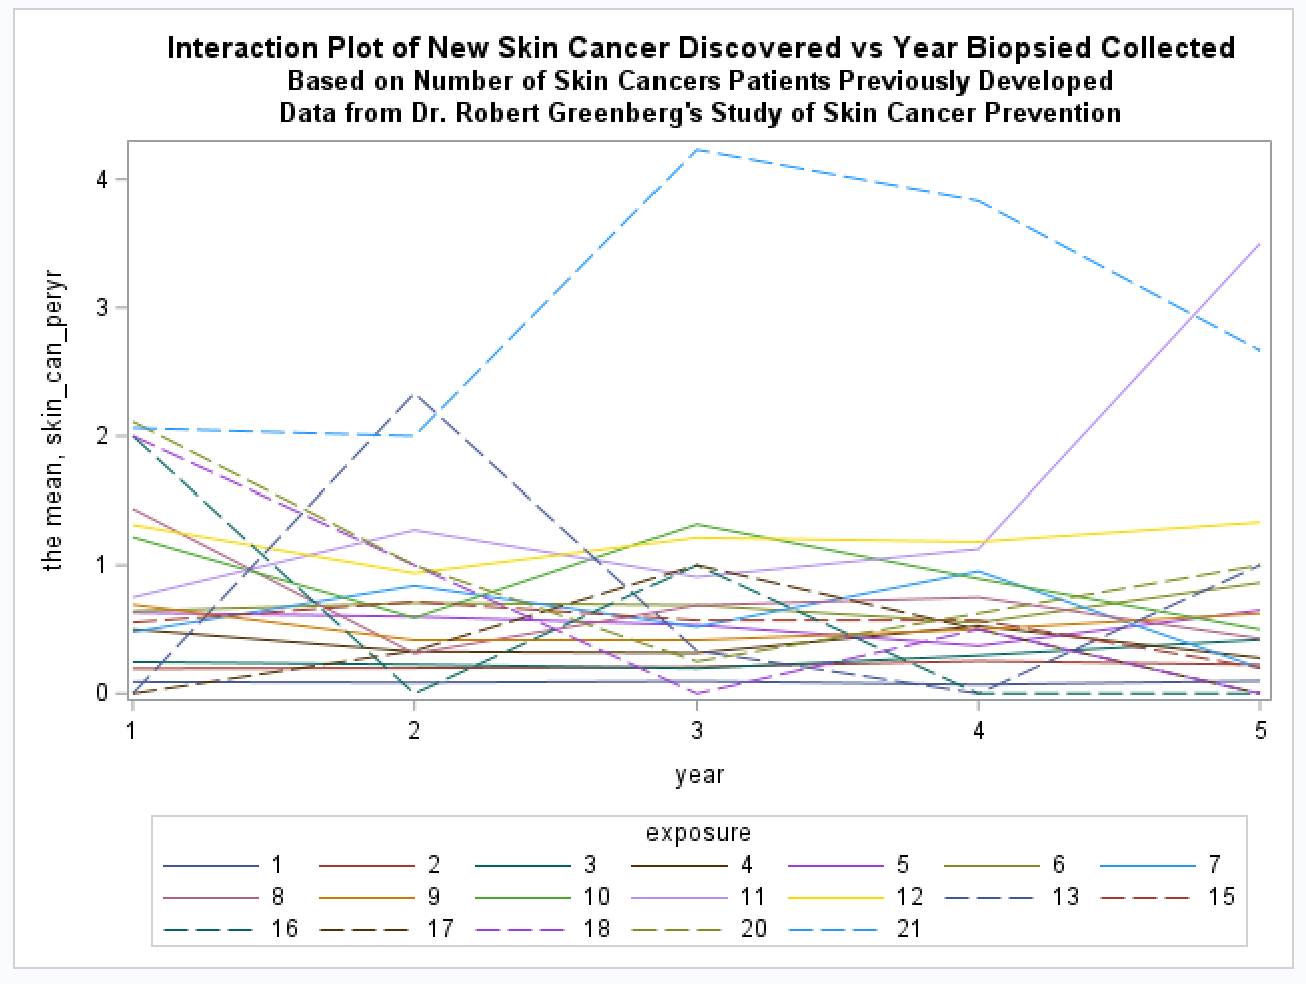 Interaction Plot of New Skin Cancer Discovered vs Year Biopsied Collected
Based on Number of Skin Cancers Patients Previously Developed
Data from Dr. Robert Greenberg's Study of Skin Cancer Prevention
the mean, skin_can_peryr
4
3
2
1
0
1 2 3 4 5
year
exposure
1 2 3 4 5 6 7
8 9 10 11 12 13 15
16 17 18 20 21